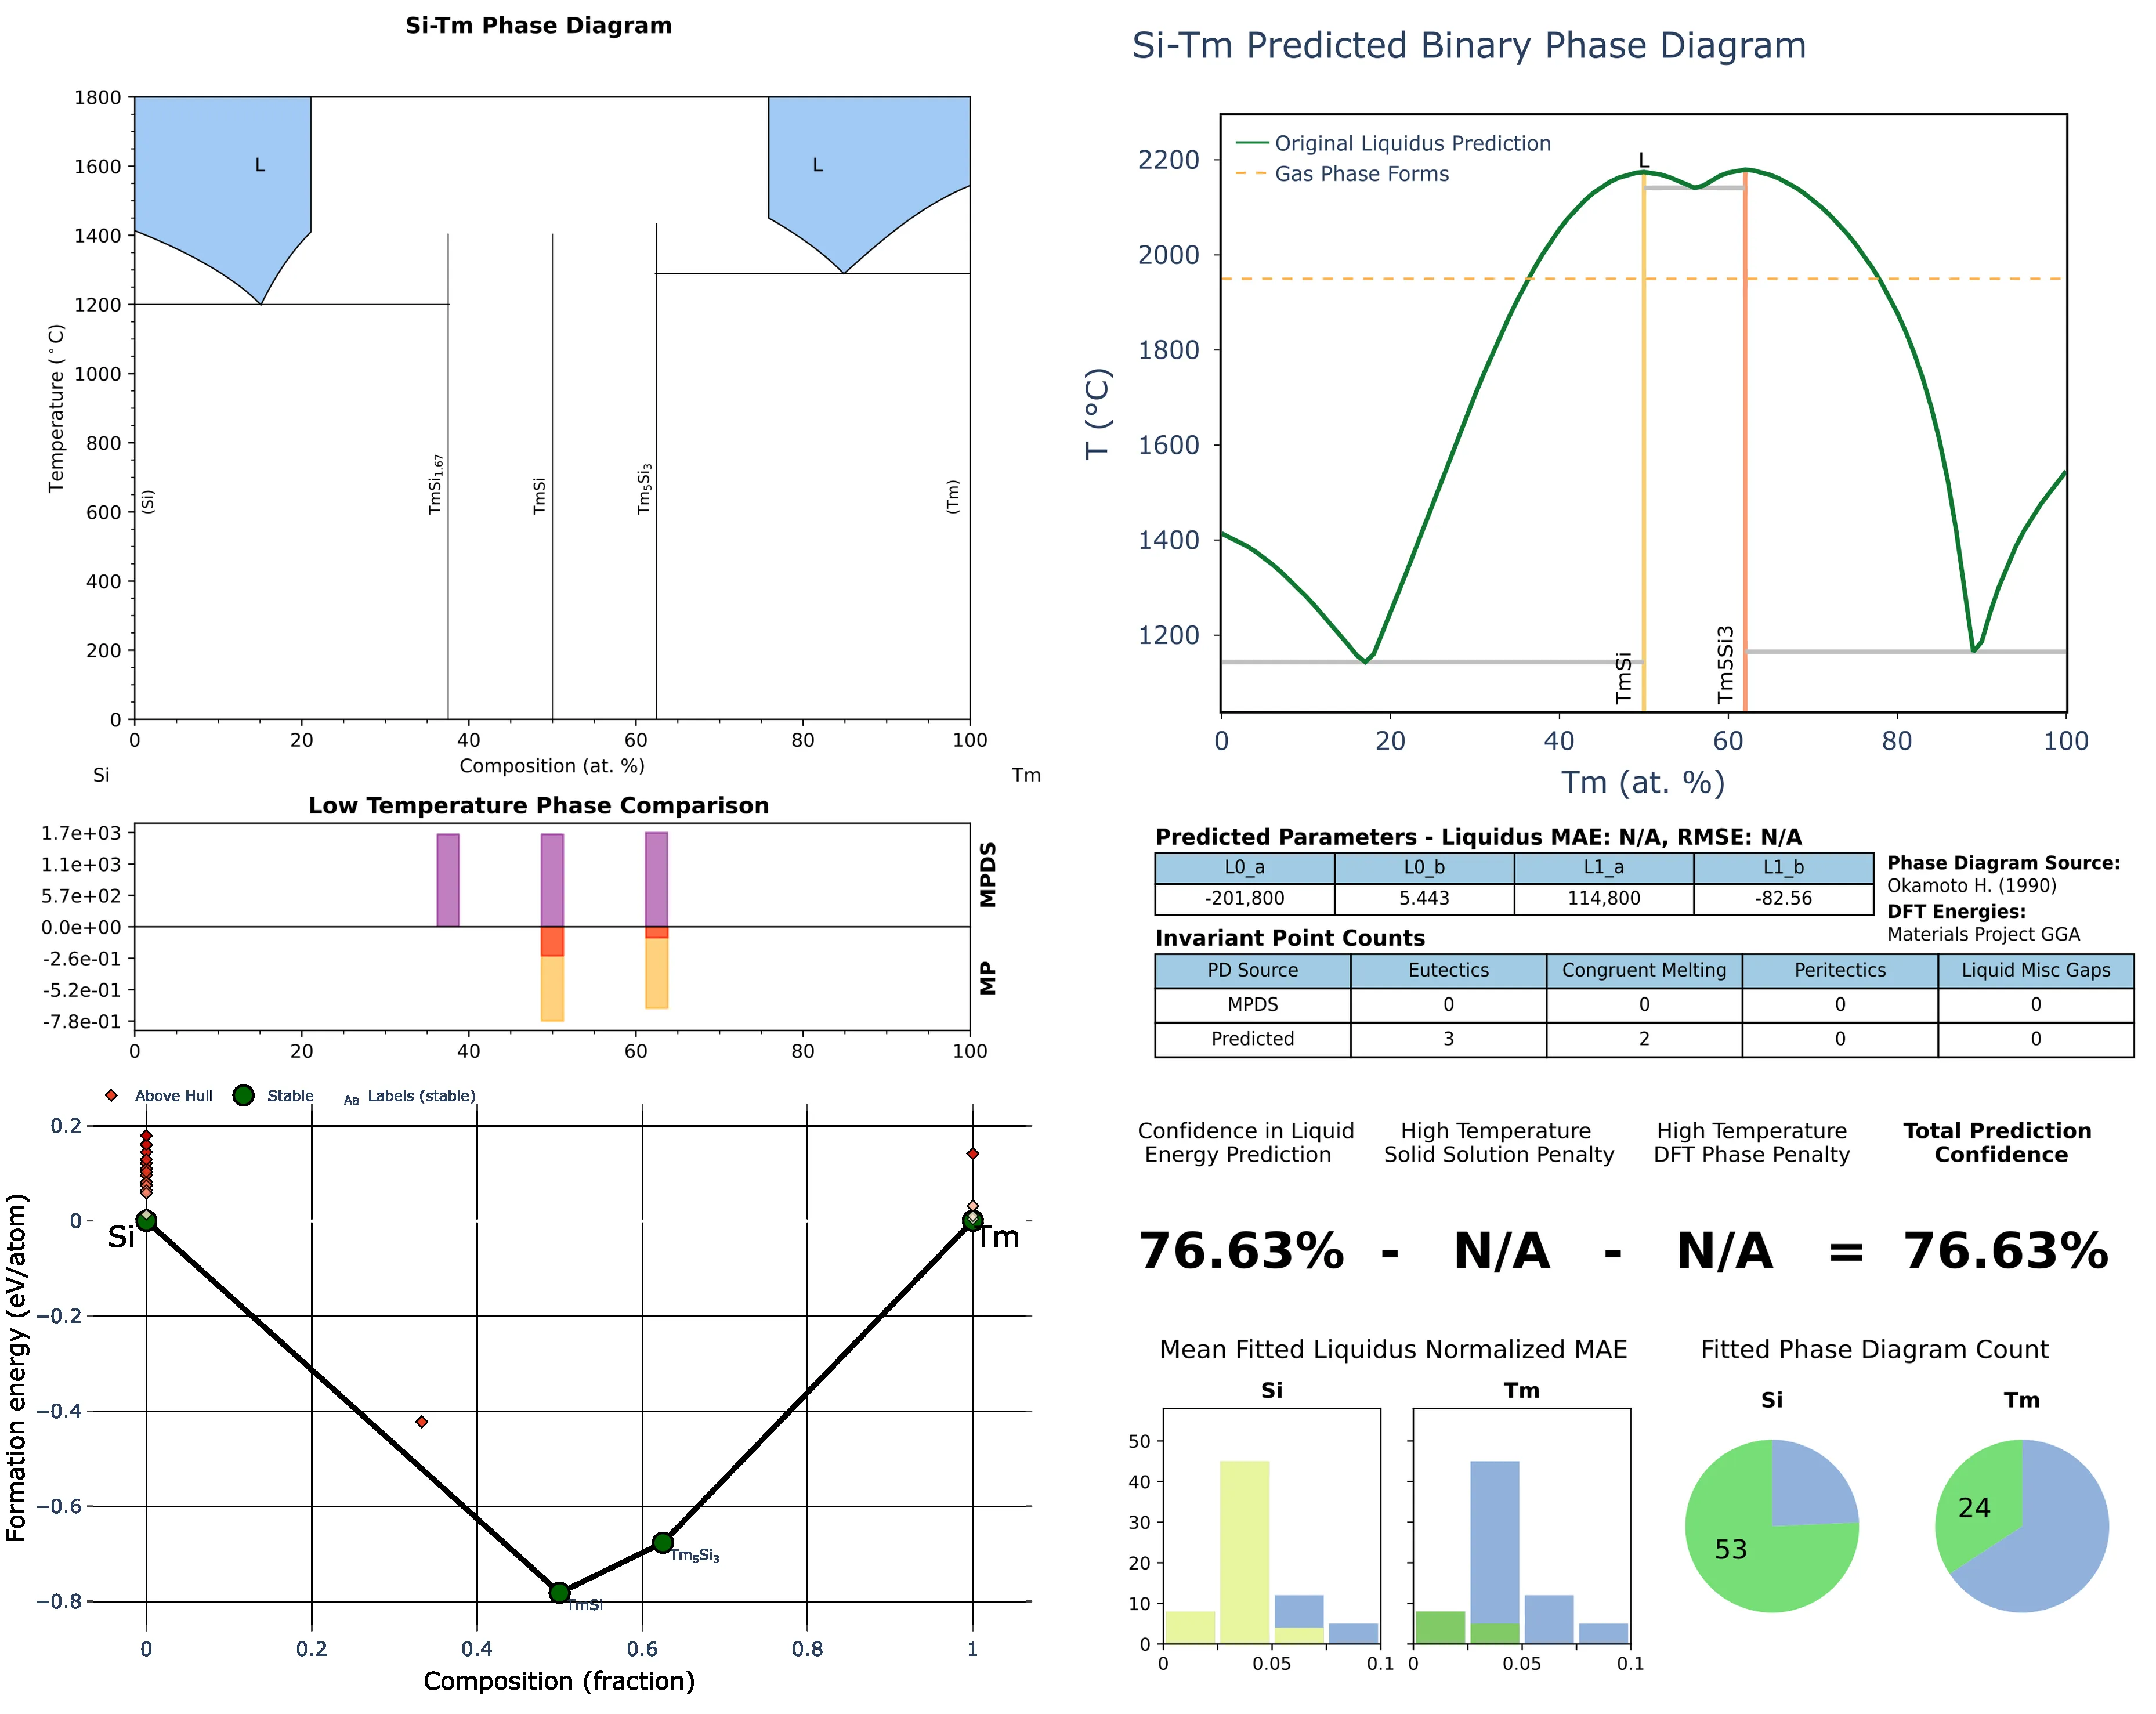 Si-Tm Phase Diagram
1800
1600
1400
1200
1000
800
600
400
200
0
Temperature (°C)
L
L
(Si)
TmSi1.67
TmSi
Tm5Si3
(Tm)
0 20 40 60 80 100
Composition (at. %)
Si Tm
Low Temperature Phase Comparison
1.7e+03
1.1e+03
5.7e+02
0.0e+00
-2.6e-01
-5.2e-01
-7.8e-01
MPDS
MP
0 20 40 60 80 100
Above Hull Stable Aa Labels (stable)
0.2
0
−0.2
−0.4
−0.6
−0.8
Formation energy (eV/atom)
Si
Tm
Tm5Si3
TmSi
0 0.2 0.4 0.6 0.8 1
Composition (fraction)
Si-Tm Predicted Binary Phase Diagram
Original Liquidus Prediction
Gas Phase Forms
L
2200
2000
1800
1600
1400
1200
T (°C)
TmSi
Tm5Si3
0 20 40 60 80 100
Tm (at. %)
Predicted Parameters - Liquidus MAE: N/A, RMSE: N/A
L0_a L0_b L1_a L1_b
-201,800 5.443 114,800 -82.56
Phase Diagram Source:
Okamoto H. (1990)
DFT Energies:
Materials Project GGA
Invariant Point Counts
PD Source Eutectics Congruent Melting Peritectics Liquid Misc Gaps
MPDS 0 0 0 0
Predicted 3 2 0 0
Confidence in Liquid
Energy Prediction
High Temperature
Solid Solution Penalty
High Temperature
DFT Phase Penalty
Total Prediction
Confidence
76.63% - N/A - N/A = 76.63%
Mean Fitted Liquidus Normalized MAE
Si
Tm
50
40
30
20
10
0
0 0.05 0.1
0 0.05 0.1
Fitted Phase Diagram Count
Si
Tm
53
24